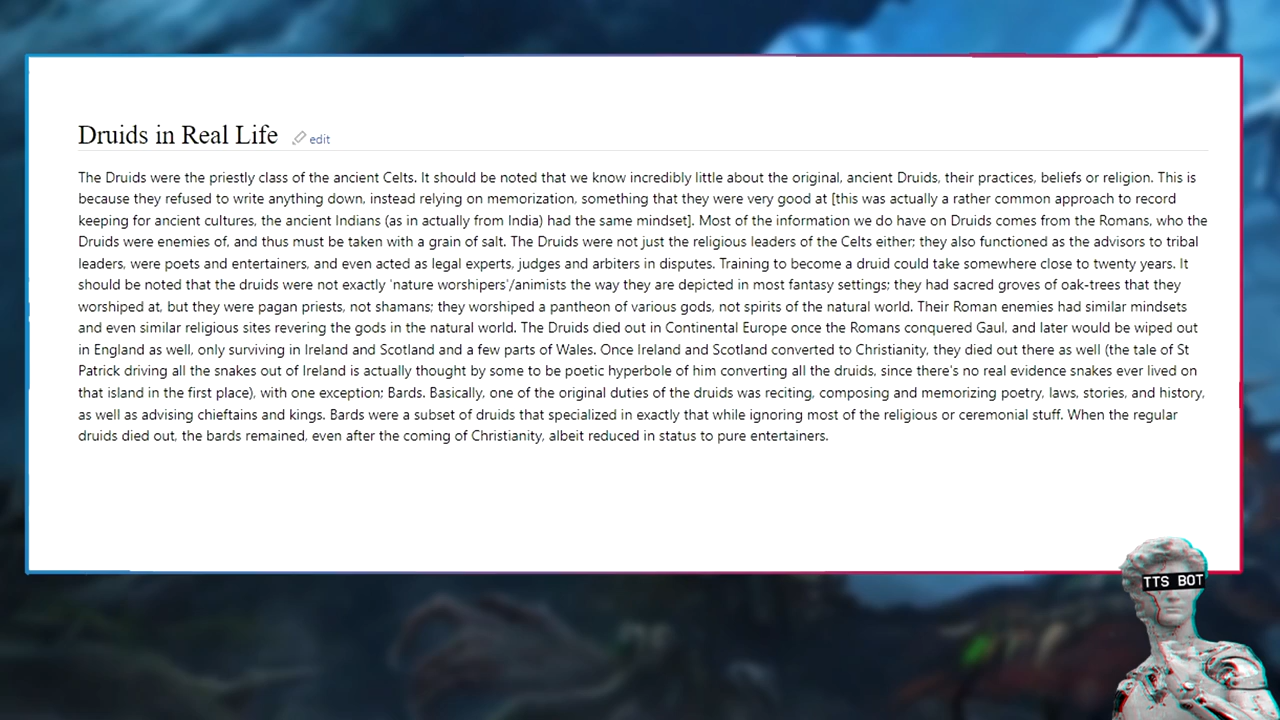 Druids in Real Life edit
The Druids were the priestly class of the ancient Celts. It should be noted that we know incredibly little about the original, ancient Druids, their practices, beliefs or religion. This is
because they refused to write anything down, instead relying on memorization, something that they were very good at [this was actually a rather common approach to record
keeping for ancient cultures, the ancient Indians (as in actually from India) had the same mindset]. Most of the information we do have on Druids comes from the Romans, who the
Druids were enemies of, and thus must be taken with a grain of salt. The Druids were not just the religious leaders of the Celts either; they also functioned as the advisors to tribal
leaders, were poets and entertainers, and even acted as legal experts, judges and arbiters in disputes. Training to become a druid could take somewhere close to twenty years. It
should be noted that the druids were not exactly 'nature worshipers'/animists the way they are depicted in most fantasy settings; they had sacred groves of oak-trees that they
worshiped at, but they were pagan priests, not shamans; they worshiped a pantheon of various gods, not spirits of the natural world. Their Roman enemies had similar mindsets
and even similar religious sites revering the gods in the natural world. The Druids died out in Continental Europe once the Romans conquered Gaul, and later would be wiped out
in England as well, only surviving in Ireland and Scotland and a few parts of Wales. Once Ireland and Scotland converted to Christianity, they died out there as well (the tale of St
Patrick driving all the snakes out of Ireland is actually thought by some to be poetic hyperbole of him converting all the druids, since there's no real evidence snakes ever lived on
that island in the first place), with one exception; Bards. Basically, one of the original duties of the druids was reciting, composing and memorizing poetry, laws, stories, and history,
as well as advising chieftains and kings. Bards were a subset of druids that specialized in exactly that while ignoring most of the religious or ceremonial stuff. When the regular
druids died out, the bards remained, even after the coming of Christianity, albeit reduced in status to pure entertainers.
TTS BOT